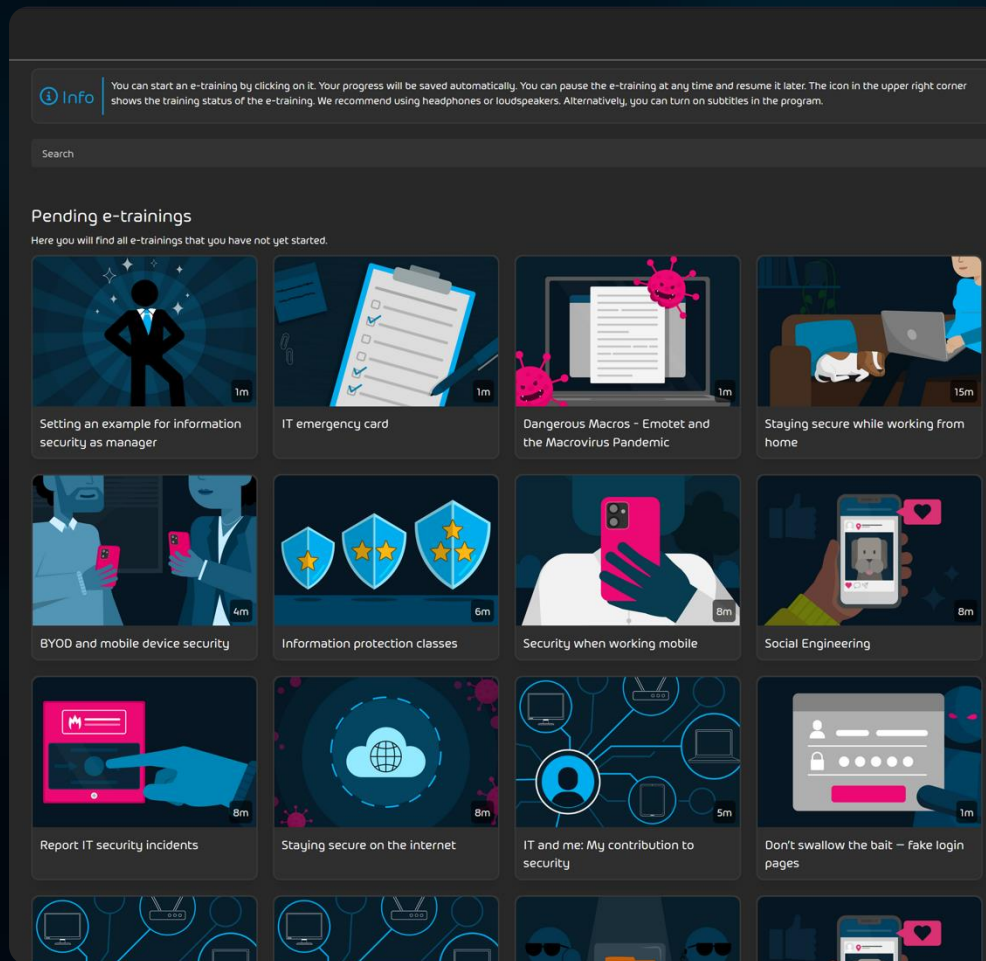 Info
You can start an e-training by clicking on it. Your progress will be saved automatically. You can pause the e-training at any time and resume it later. The icon in the upper right corner
shows the training status of the e-training. We recommend using headphones or loudspeakers. Alternatively, you can turn on subtitles in the program.
Search
Pending e-trainings
Here you will find all e-trainings that you have not yet started.
1m
1m
1m
15m
Setting an example for information
security as manager
IT emergency card
Dangerous Macros - Emotet and
the Macrovirus Pandemic
Staying secure while working from
home
4m
6m
8m
8m
BYOD and mobile device security
Information protection classes
Security when working mobile
Social Engineering
8m
8m
5m
1m
Report IT security incidents
Staying secure on the internet
IT and me: My contribution to
security
Don't swallow the bait – fake login
pages